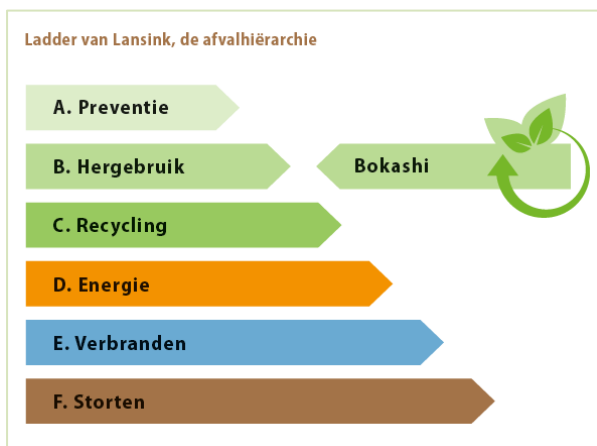 Ladder van Lansink, de afvalhiërarchie
A. Preventie
B. Hergebruik
Bokashi
C. Recycling
D. Energie
E. Verbranden
F. Storten